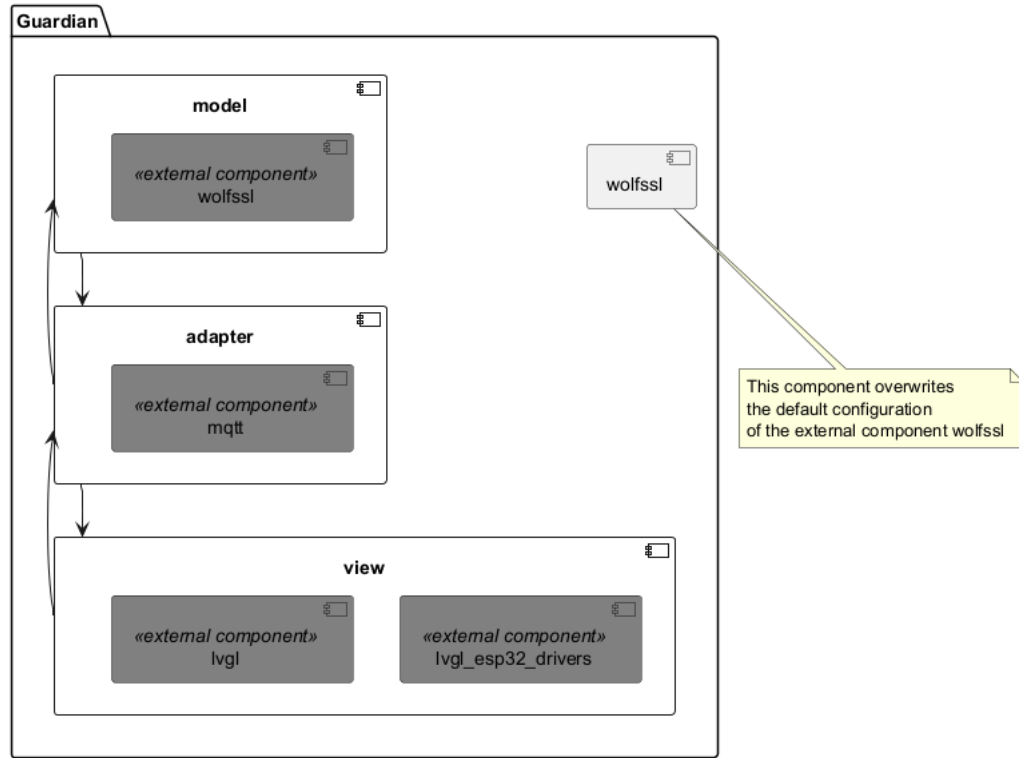 Guardian
model
«external component»
wolfssl
wolfssl
adapter
«external component»
mqtt
This component overwrites
the default configuration
of the external component wolfssl
view
«external component»
lvgl
«external component»
lvgl_esp32_drivers